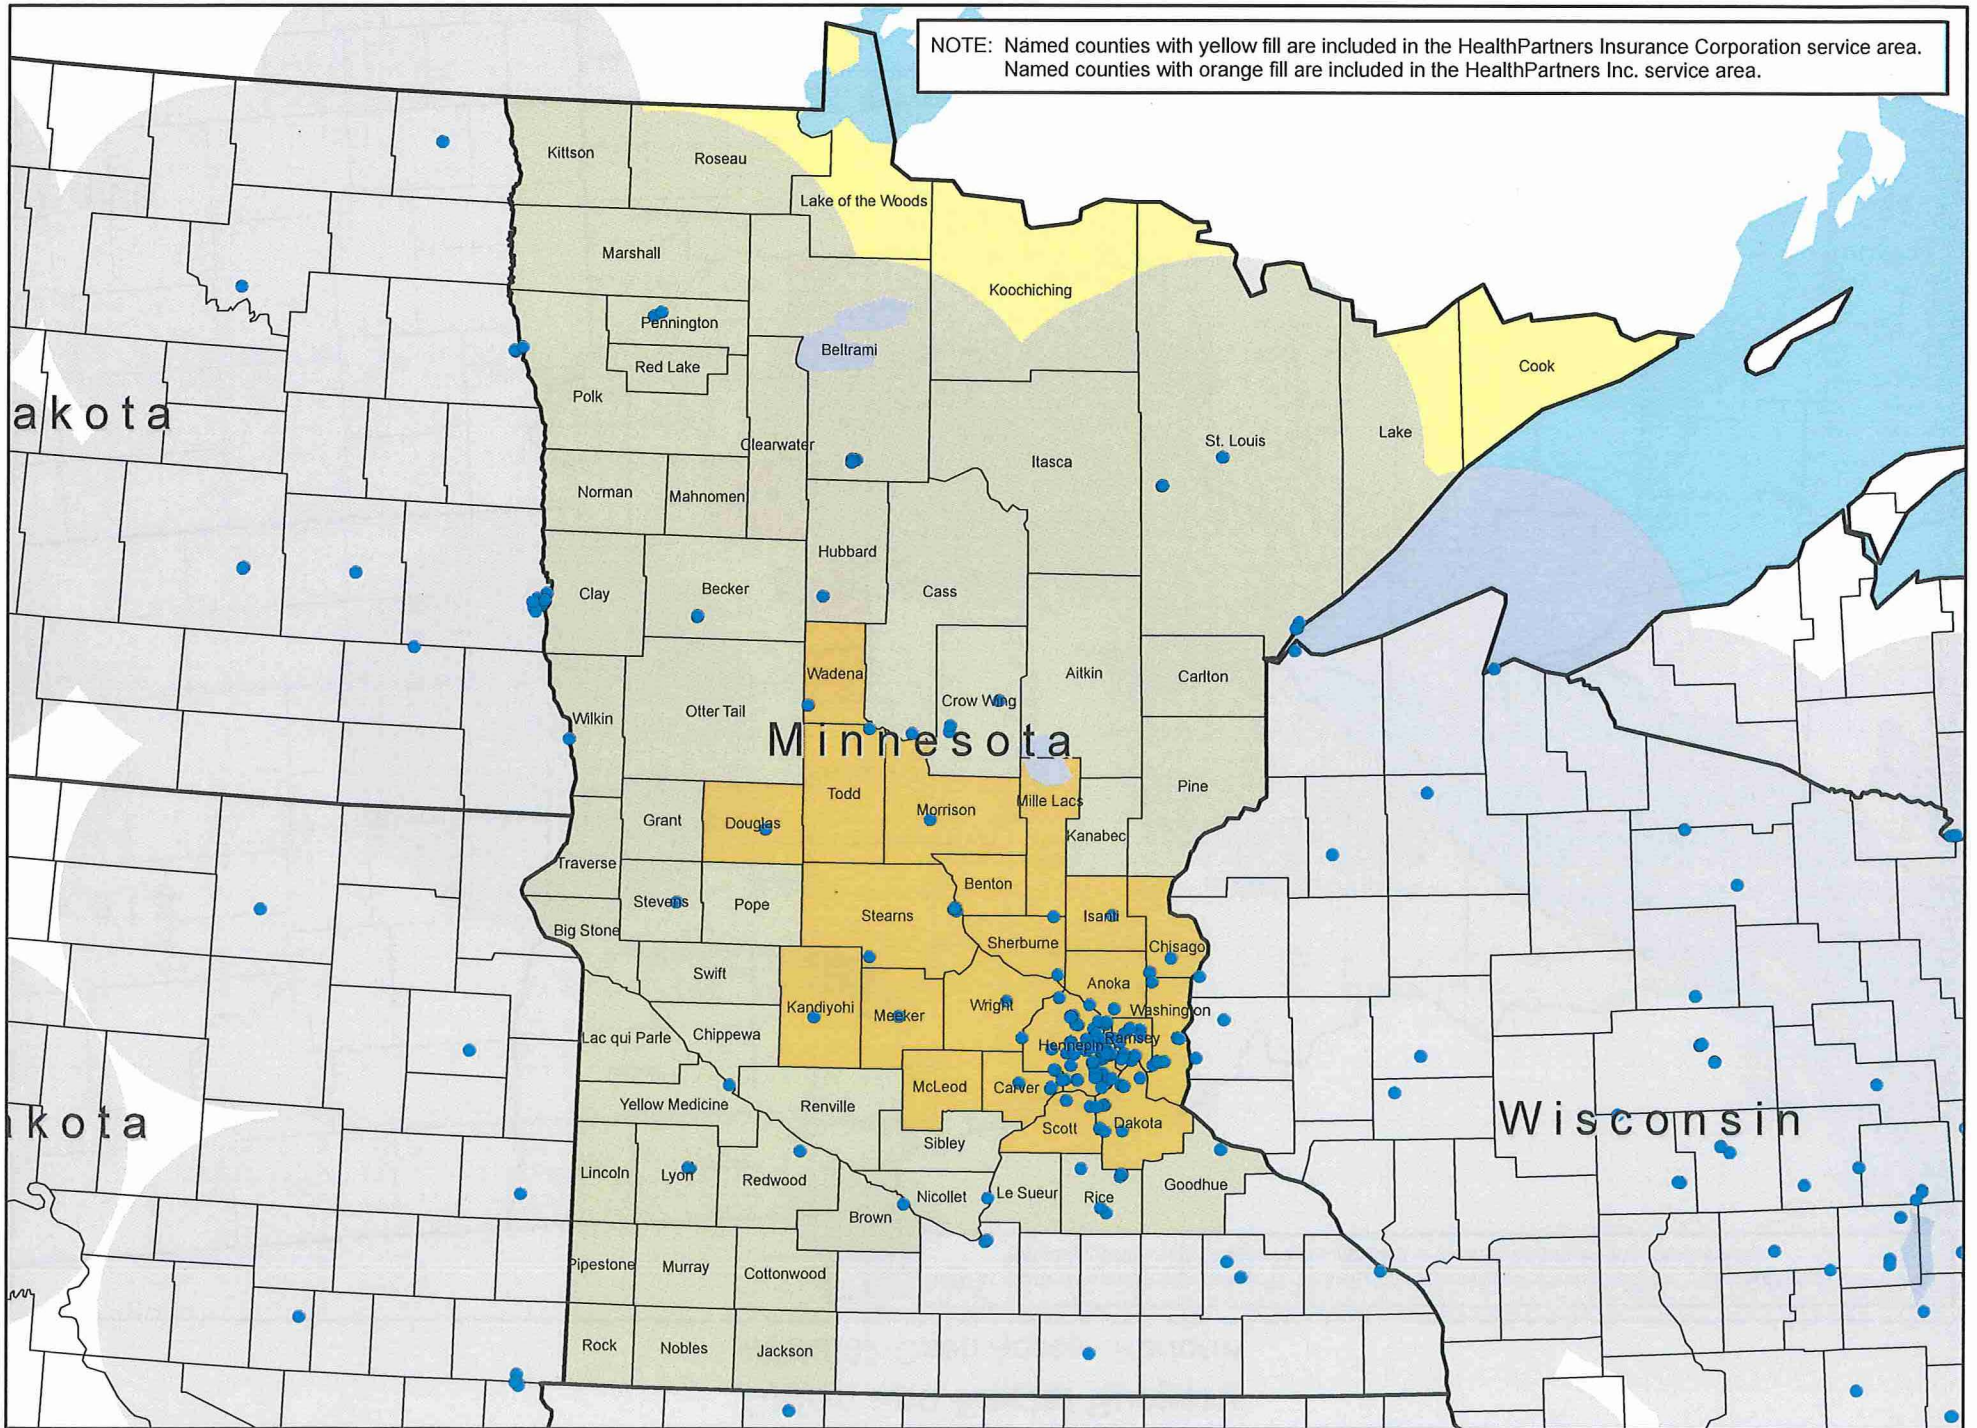 NOTE: Named counties with yellow fill are included in the HealthPartners Insurance Corporation service area.
Named counties with orange fill are included in the HealthPartners Inc. service area.
Kittson
Roseau
Lake of the Woods
Marshall
Koochiching
Pennington
Beltrami
Red Lake
Cook
Polk
akota
Lake
St. Louis
Clearwater
Itasca
Norman
Mahnomen
Hubbard
Clay
Becker
Cass
Wadena
Aitkin
Carlton
Crow Wing
Wilkin
Otter Tail
Minnesota
Pine
Todd
Mille Lacs
Morrison
Grant
Douglas
Kanabec
Traverse
Benton
Stevens
Pope
Stearns
Isanti
Big Stone
Sherburne
Chisago
Swift
Anoka
Kandiyohi
Wright
Meeker
Washington
Lac qui Parle
Chippewa
Hennepin
Ramsey
McLeod
Carver
Yellow Medicine
Renville
Wisconsin
kota
Scott
Dakota
Sibley
Lincoln
Lyon
Redwood
Goodhue
Nicollet
Le Sueur
Rice
Brown
Pipestone
Murray
Cottonwood
Rock
Nobles
Jackson